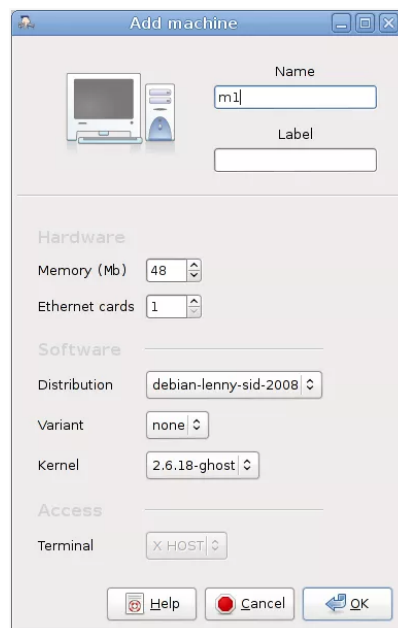 Add machine
Name
m1
Label
Hardware
Memory (Mb) 48
Ethernet cards 1
Software
Distribution debian-lenny-sid-2008
Variant none
Kernel 2.6.18-ghost
Access
Terminal X HOST
Help Cancel OK